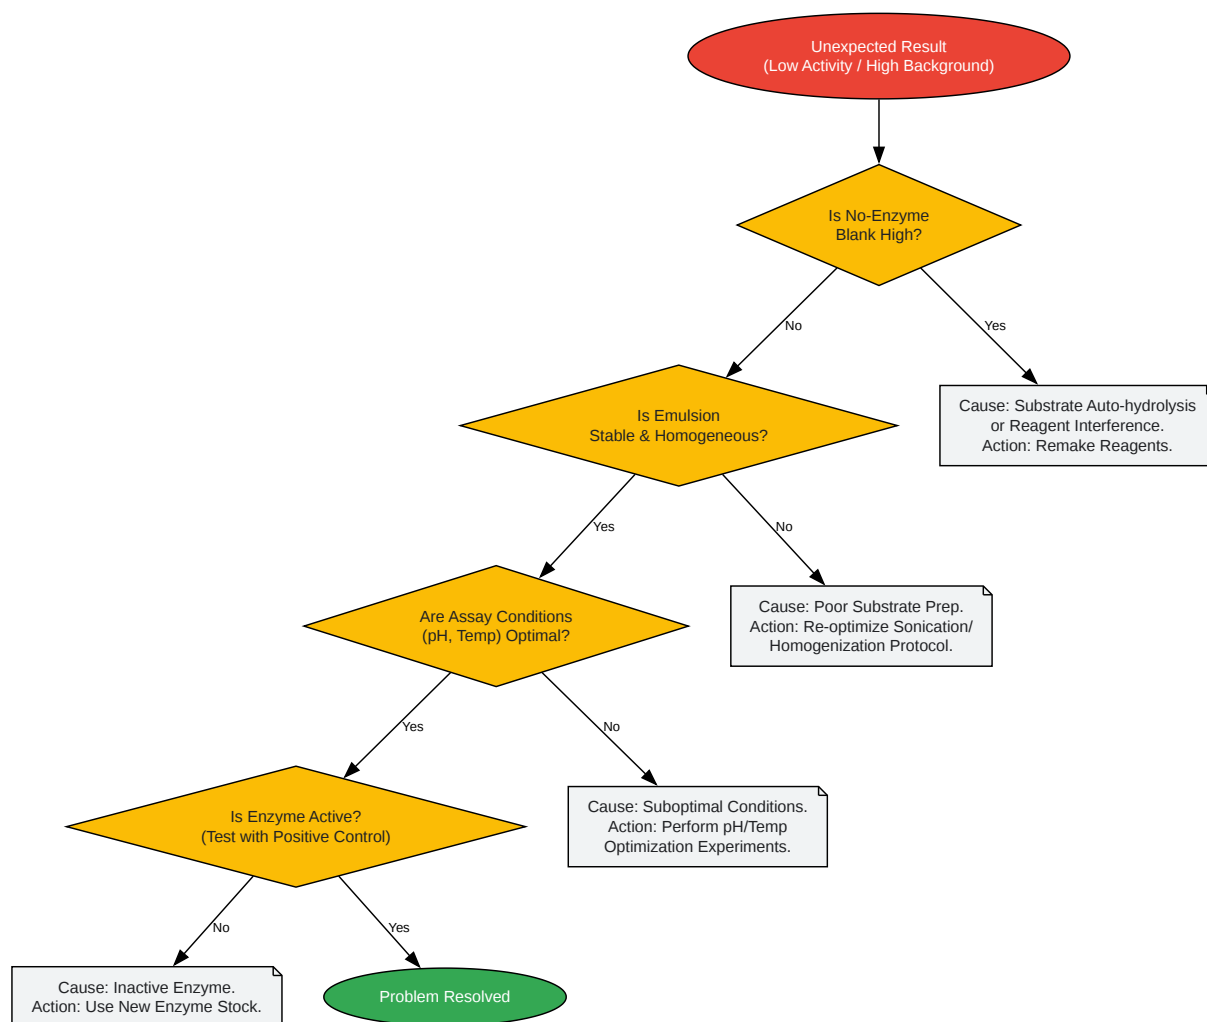 Unexpected Result
(Low Activity / High Background)
Is No-Enzyme
Blank High?
No
Yes
Is Emulsion
Stable & Homogeneous?
Cause: Substrate Auto-hydrolysis
or Reagent Interference.
Action: Remake Reagents.
Yes
No
Are Assay Conditions
(pH, Temp) Optimal?
Cause: Poor Substrate Prep.
Action: Re-optimize Sonication/
Homogenization Protocol.
Yes
No
Is Enzyme Active?
(Test with Positive Control)
Cause: Suboptimal Conditions.
Action: Perform pH/Temp
Optimization Experiments.
No
Yes
Cause: Inactive Enzyme.
Action: Use New Enzyme Stock.
Problem Resolved